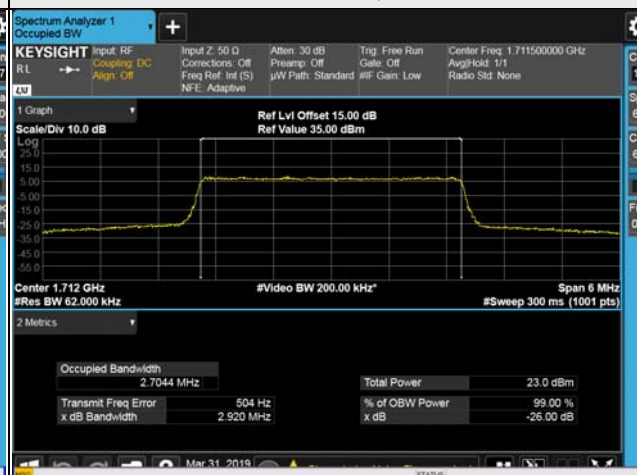 Spectrum Analyzer 1
Occupied BW
+
KEYSIGHT
RL
Input: RF
Coupling: DC
Align: Off
Input Z: 50 Ω
Corrections: Off
Freq Ref: Int (S)
NFE: Adaptive
Atten: 30 dB
Preamp: Off
µW Path: Standard
Trig: Free Run
Gate: Off
#IF Gain: Low
Center Freq: 1.711500000 GHz
Avg|Hold: 1/1
Radio Std: None
1 Graph
Ref Lvl Offset 15.00 dB
Scale/Div 10.0 dB
Ref Value 35.00 dBm
Log
25.0
15.0
5.00
-5.00
-15.0
-25.0
-35.0
-45.0
-55.0
Center 1.712 GHz
#Video BW 200.00 kHz*
Span 6 MHz
#Res BW 62.000 kHz
#Sweep 300 ms (1001 pts)
2 Metrics
Occupied Bandwidth
2.7044 MHz
Total Power 23.0 dBm
Transmit Freq Error 504 Hz
% of OBW Power 99.00 %
x dB Bandwidth 2.920 MHz
x dB -26.00 dB
Mar 31, 2019
MSG
STATUS